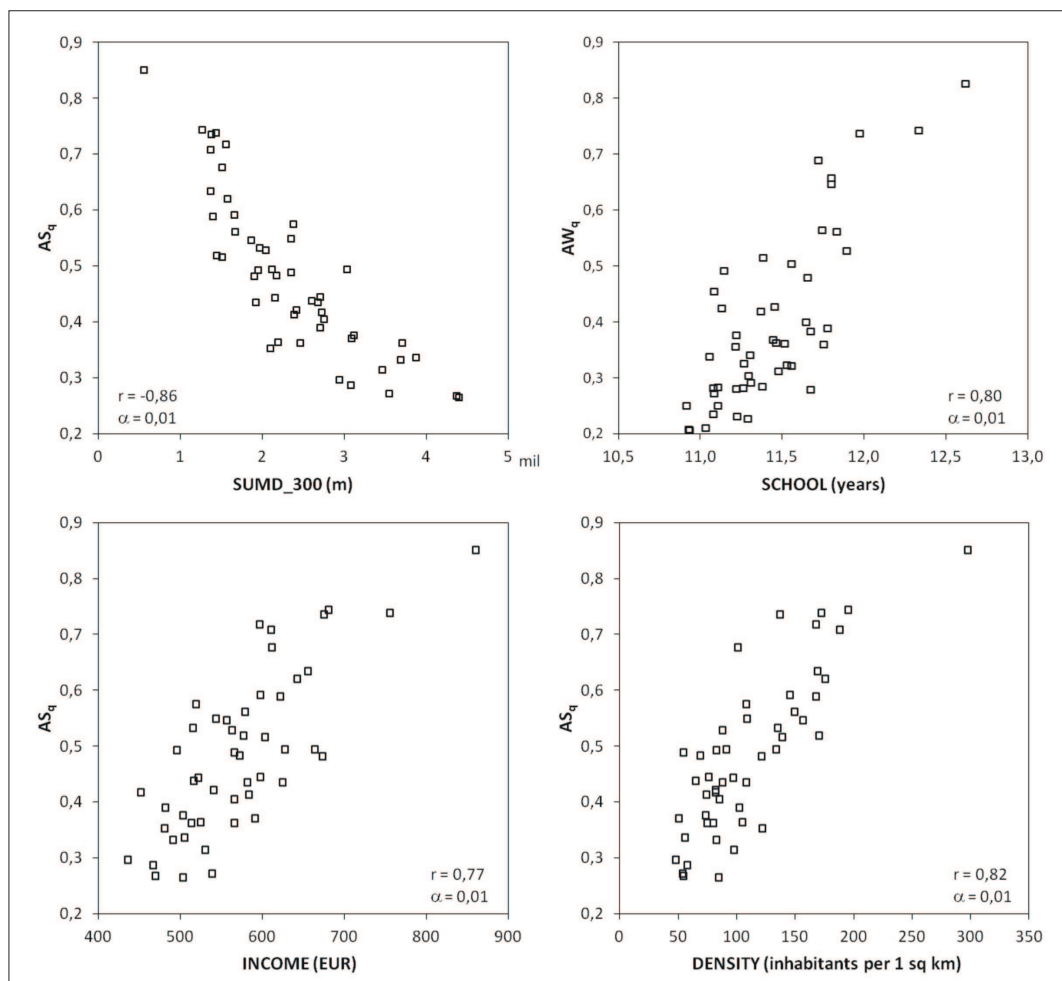 0,9
0,8
0,7
0,6
0,5
0,4
0,3
0,2
ASq
r = -0,86
α = 0,01
0 1 2 3 4 5 mil
SUMD_300 (m)
0,9
0,8
0,7
0,6
0,5
0,4
0,3
0,2
AWq
r = 0,80
α = 0,01
10,5 11,0 11,5 12,0 12,5 13,0
SCHOOL (years)
0,9
0,8
0,7
0,6
0,5
0,4
0,3
0,2
ASq
r = 0,77
α = 0,01
400 500 600 700 800 900
INCOME (EUR)
0,9
0,8
0,7
0,6
0,5
0,4
0,3
0,2
ASq
r = 0,82
α = 0,01
0 50 100 150 200 250 300 350
DENSITY (inhabitants per 1 sq km)